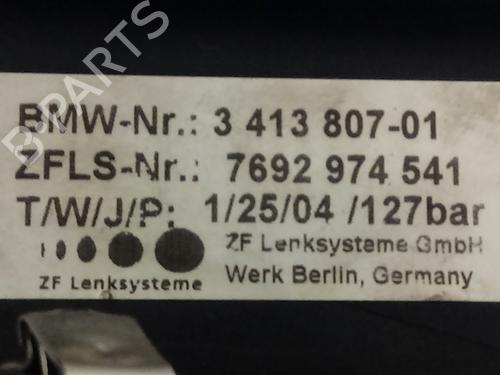 B-PARTS
BMW-Nr.: 3 413 807-01
ZFLS-Nr.: 7692 974 541
T/W/J/P: 1/25/04 /127bar
ZF Lenksysteme GmbH
ZF Lenksysteme
Werk Berlin, Germany